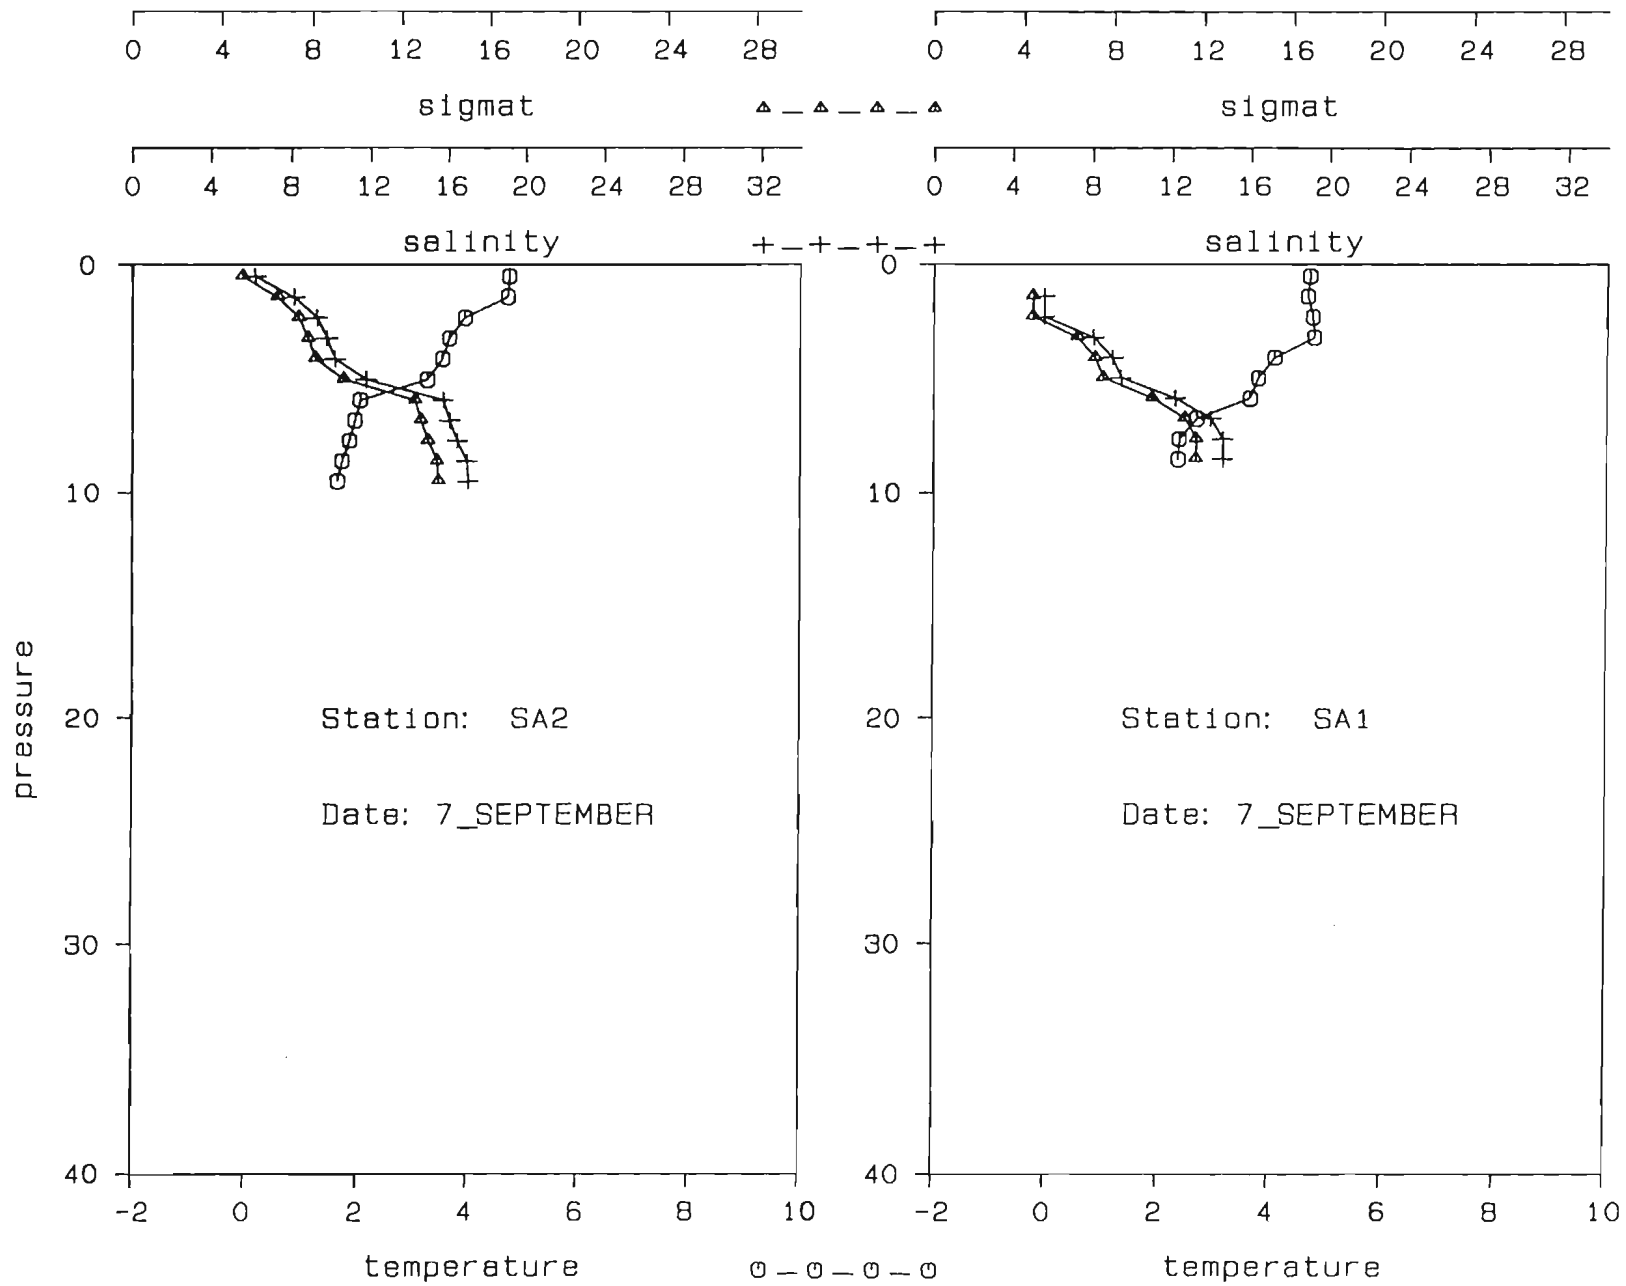 0 4 8 12 16 20 24 28
sigmat
0 4 8 12 16 20 24 28 32
salinity
0 4 8 12 16 20 24 28
sigmat
0 4 8 12 16 20 24 28 32
salinity
pressure
0
10
20
30
40
Station: SA2
Date: 7_SEPTEMBER
-2 0 2 4 6 8 10
temperature
0
10
20
30
40
Station: SA1
Date: 7_SEPTEMBER
-2 0 2 4 6 8 10
temperature